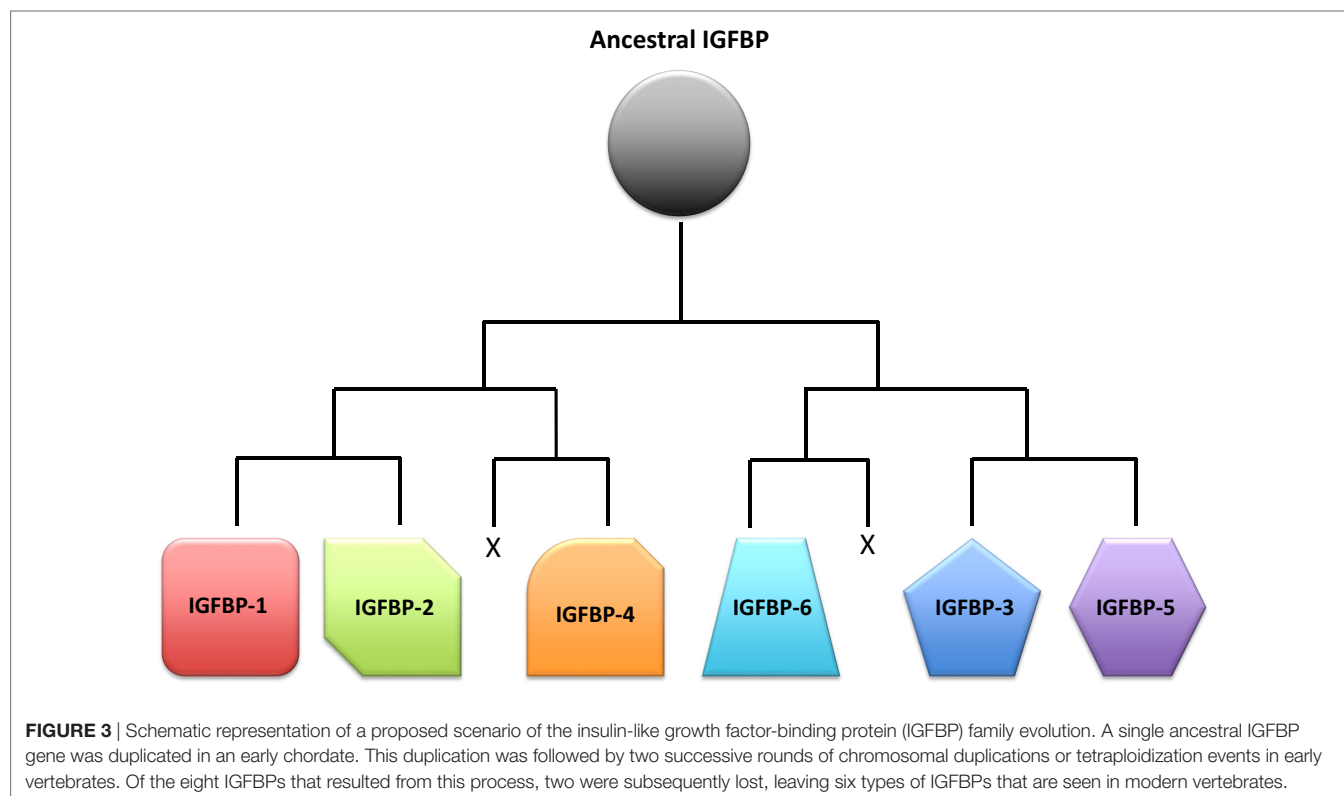 Ancestral IGFBP
X
X
IGFBP-1
IGFBP-2
IGFBP-4
IGFBP-6
IGFBP-3
IGFBP-5
FIGURE 3 | Schematic representation of a proposed scenario of the insulin-like growth factor-binding protein (IGFBP) family evolution. A single ancestral IGFBP
gene was duplicated in an early chordate. This duplication was followed by two successive rounds of chromosomal duplications or tetraploidization events in early
vertebrates. Of the eight IGFBPs that resulted from this process, two were subsequently lost, leaving six types of IGFBPs that are seen in modern vertebrates.